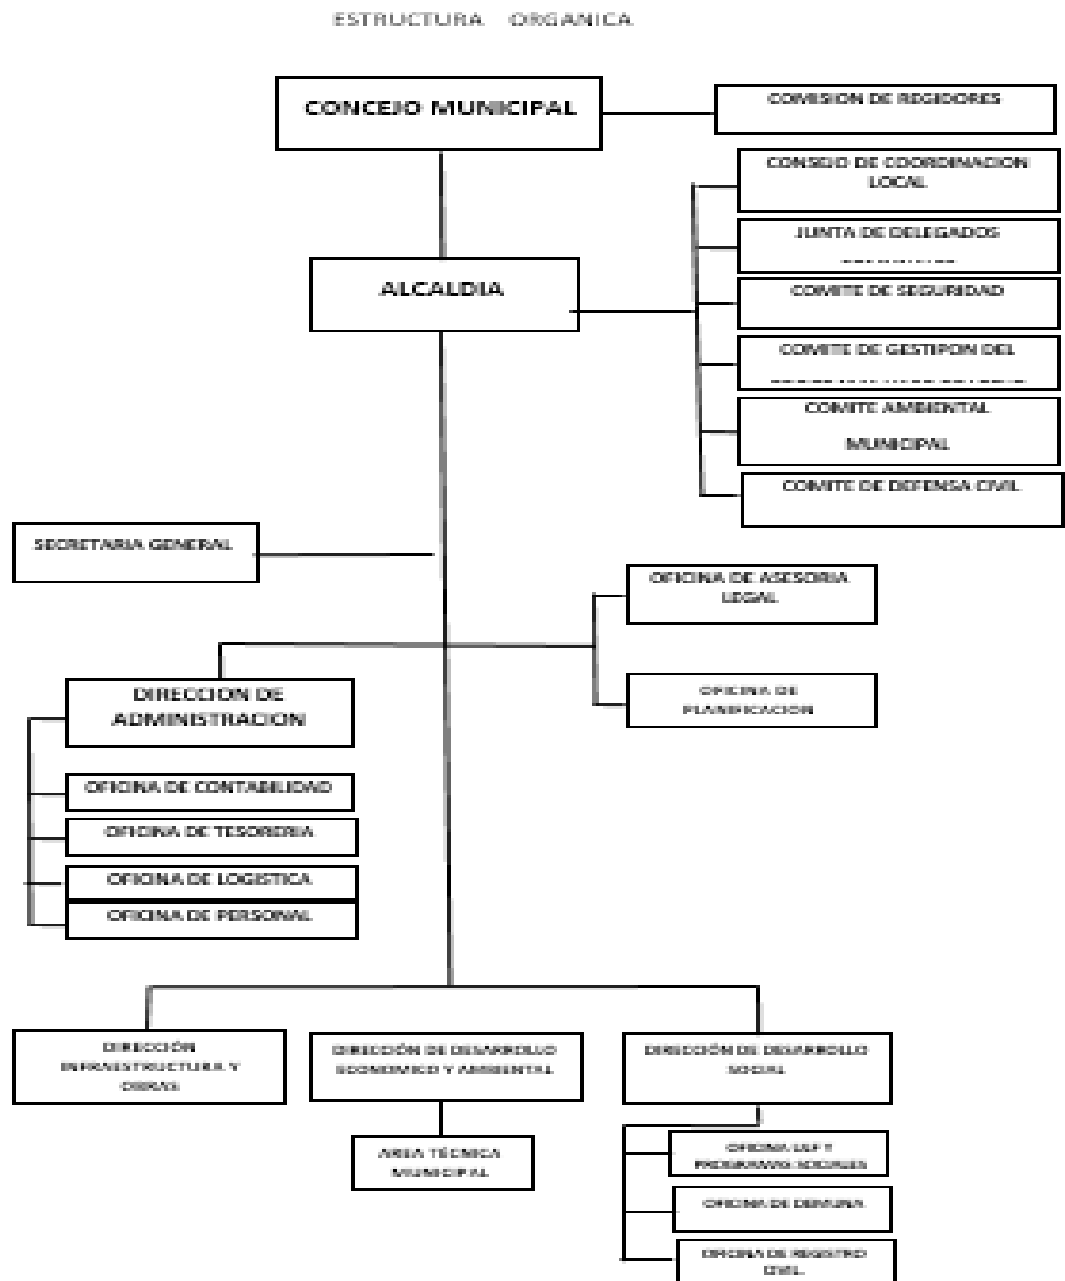 ESTRUCTURA ORGANICA
CONCEJO MUNICIPAL
COMISION DE REGIDORES
CONSEJO DE COORDINACION
LOCAL
JUNTA DE DELEGADOS
ALCALDIA
COMITE DE SEGURIDAD
COMITE DE GESTIPON DEL
COMITE AMBIENTAL
MUNICIPAL
COMITE DE DEFENSA CIVIL
SECRETARIA GENERAL
OFICINA DE ASESORIA
LEGAL
DIRECCION DE
ADMINISTRACION
OFICINA DE
PLANIFICACION
OFICINA DE CONTABILIDAD
OFICINA DE TESORERIA
OFICINA DE LOGISTICA
OFICINA DE PERSONAL
DIRECCIÓN
INFRAESTRUCTURA Y
OBRAS
DIRECCIÓN DE DESARROLLO
ECONOMICO Y AMBIENTAL
DIRECCIÓN DE DESARROLLO
SOCIAL
AREA TÉCNICA
MUNICIPAL
OFICINA ULF Y
PROGRAMAS SOCIALES
OFICINA DE DEMUNA
OFICINA DE REGISTRO
CIVIL